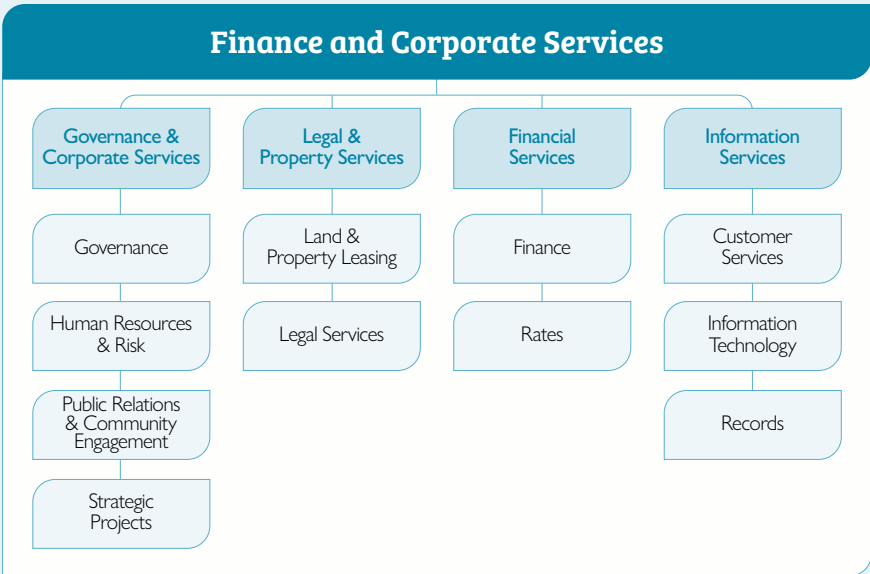 Finance and Corporate Services
Governance &
Corporate Services
Governance
Human Resources
& Risk
Public Relations
& Community
Engagement
Strategic
Projects
Legal &
Property Services
Land &
Property Leasing
Legal Services
Financial
Services
Finance
Rates
Information
Services
Customer
Services
Information
Technology
Records